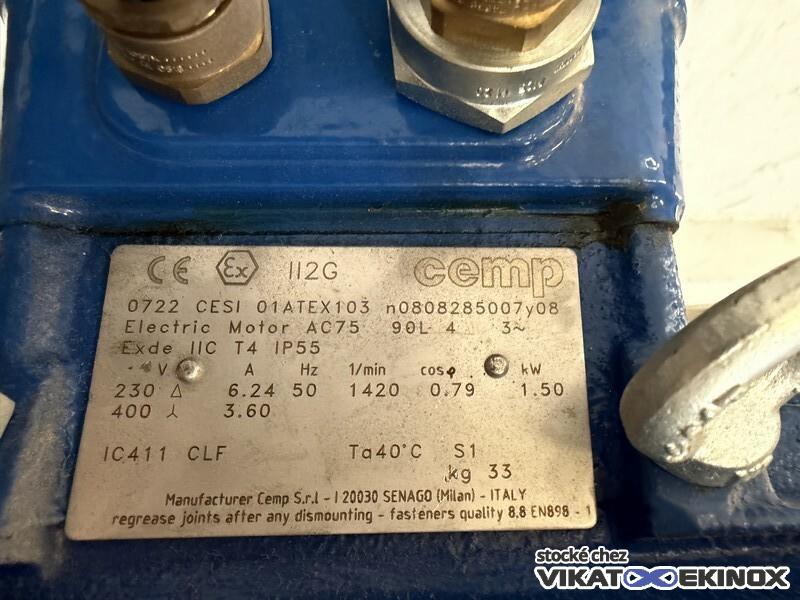 CE Ex II2G cemp
0722 CESI 01ATEX103 n0808285007y08
Electric Motor AC75 90L 4 3~
Exde IIC T4 IP55
V A Hz 1/min cosφ kW
230 Δ 6.24 50 1420 0.79 1.50
400 ⅄ 3.60
IC411 CLF Ta40°C S1
kg 33
Manufacturer Cemp S.r.l - I 20030 SENAGO (Milan) - ITALY
regrease joints after any dismounting - fasteners quality 8.8 EN898 - 1
stocké chez
VIKATOO EKINOX